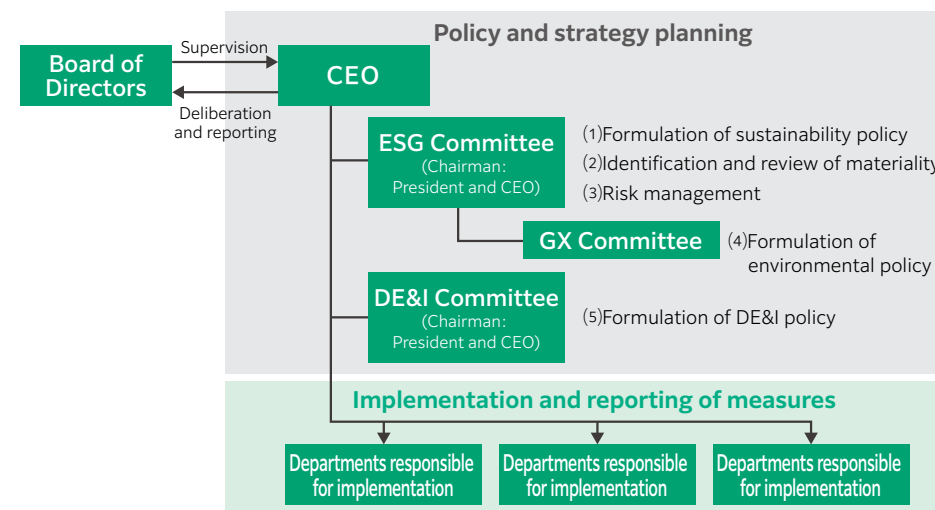 Policy and strategy planning
Board of
Directors
Supervision
Deliberation
and reporting
CEO
ESG Committee
(Chairman:
President and CEO)
(1)Formulation of sustainability policy
(2)Identification and review of materiality
(3)Risk management
GX Committee
(4)Formulation of
environmental policy
DE&I Committee
(Chairman:
President and CEO)
(5)Formulation of DE&I policy
Implementation and reporting of measures
Departments responsible
for implementation
Departments responsible
for implementation
Departments responsible
for implementation